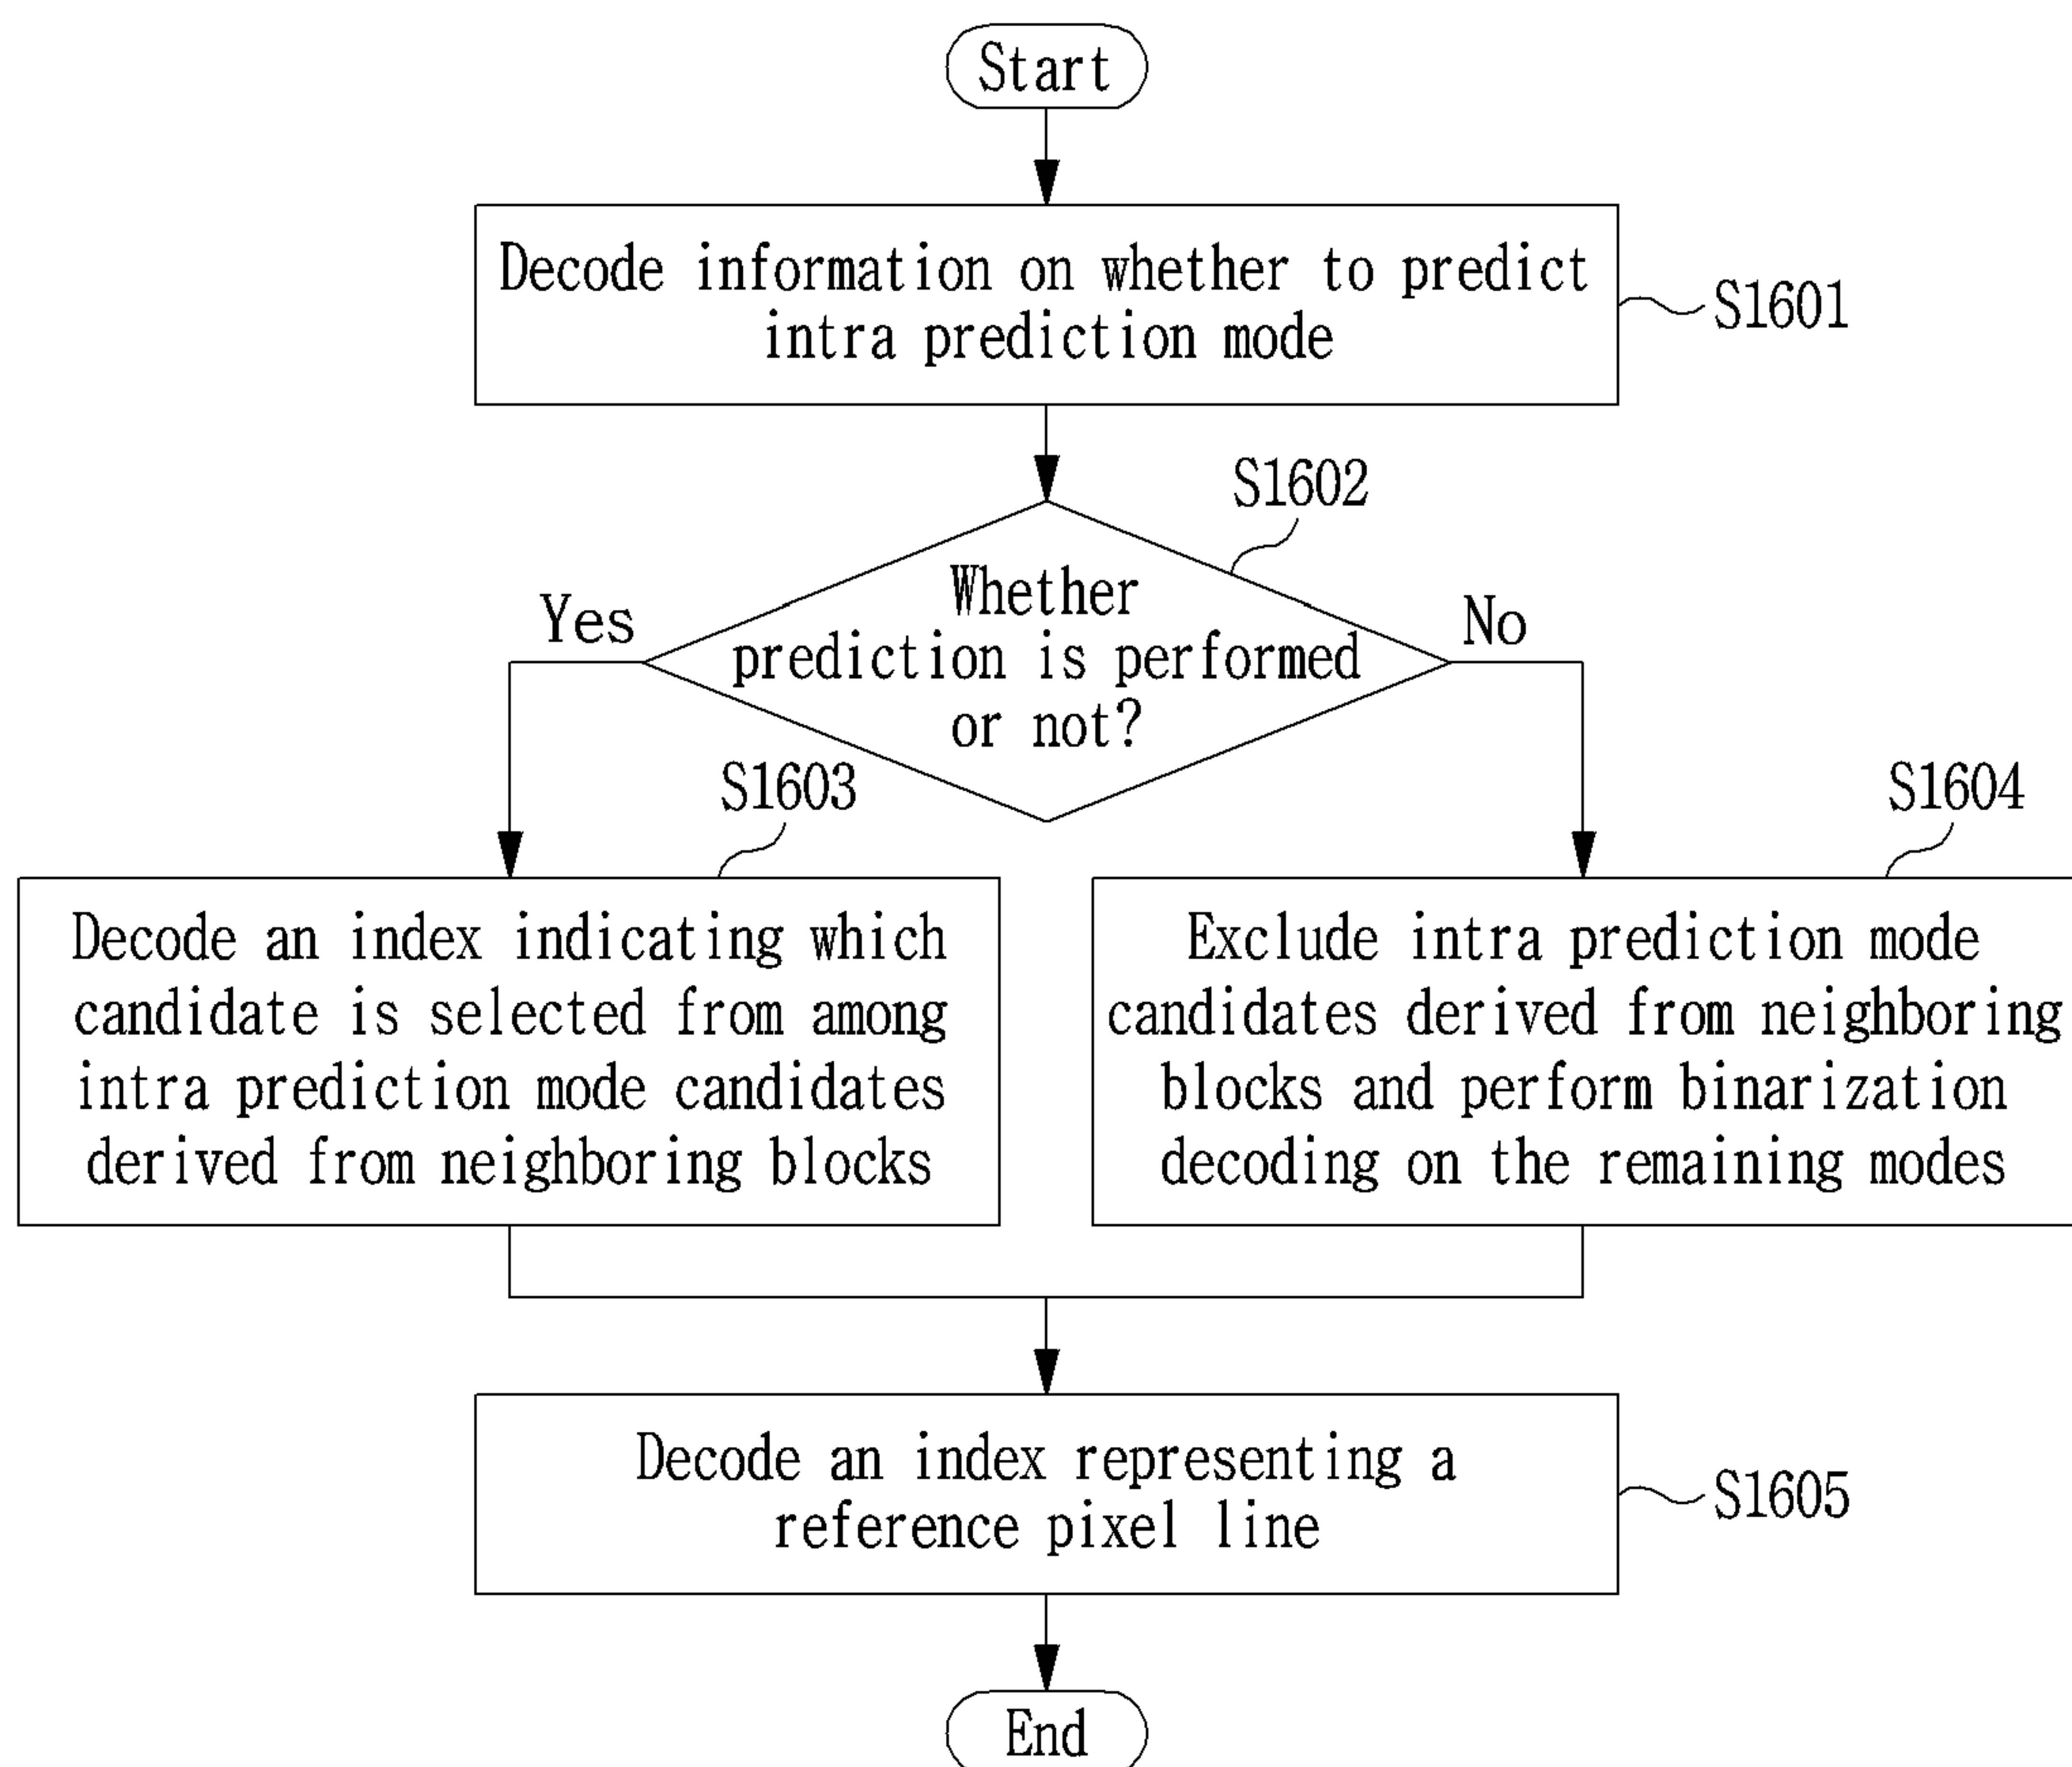 Start
Decode information on whether to predict
intra prediction mode
S1601
S1602
Whether
prediction is performed
or not?
Yes
No
S1603
Decode an index indicating which
candidate is selected from among
intra prediction mode candidates
derived from neighboring blocks
S1604
Exclude intra prediction mode
candidates derived from neighboring
blocks and perform binarization
decoding on the remaining modes
Decode an index representing a
reference pixel line
S1605
End